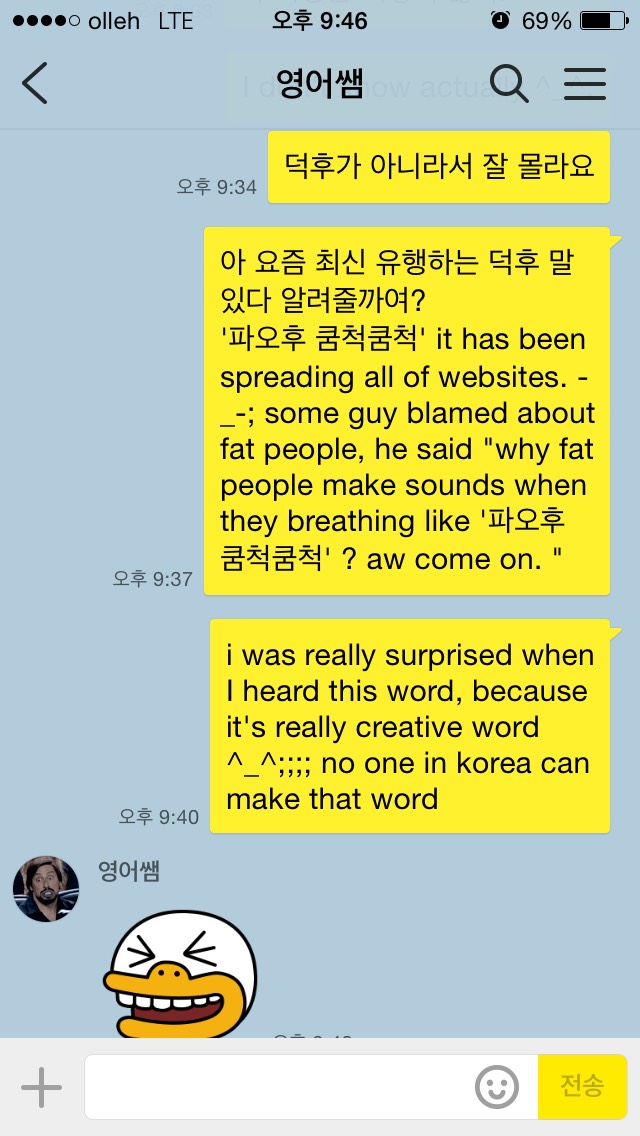 olleh LTE 오후 9:46 69%
영어쌤
덕후가 아니라서 잘 몰라요
오후 9:34
아 요즘 최신 유행하는 덕후 말
있다 알려줄까여?
'파오후 쿰척쿰척' it has been
spreading all of websites. -
_-; some guy blamed about
fat people, he said "why fat
people make sounds when
they breathing like '파오후
쿰척쿰척' ? aw come on. "
오후 9:37
i was really surprised when
I heard this word, because
it's really creative word
^_^;;;; no one in korea can
make that word
오후 9:40
영어쌤
전송